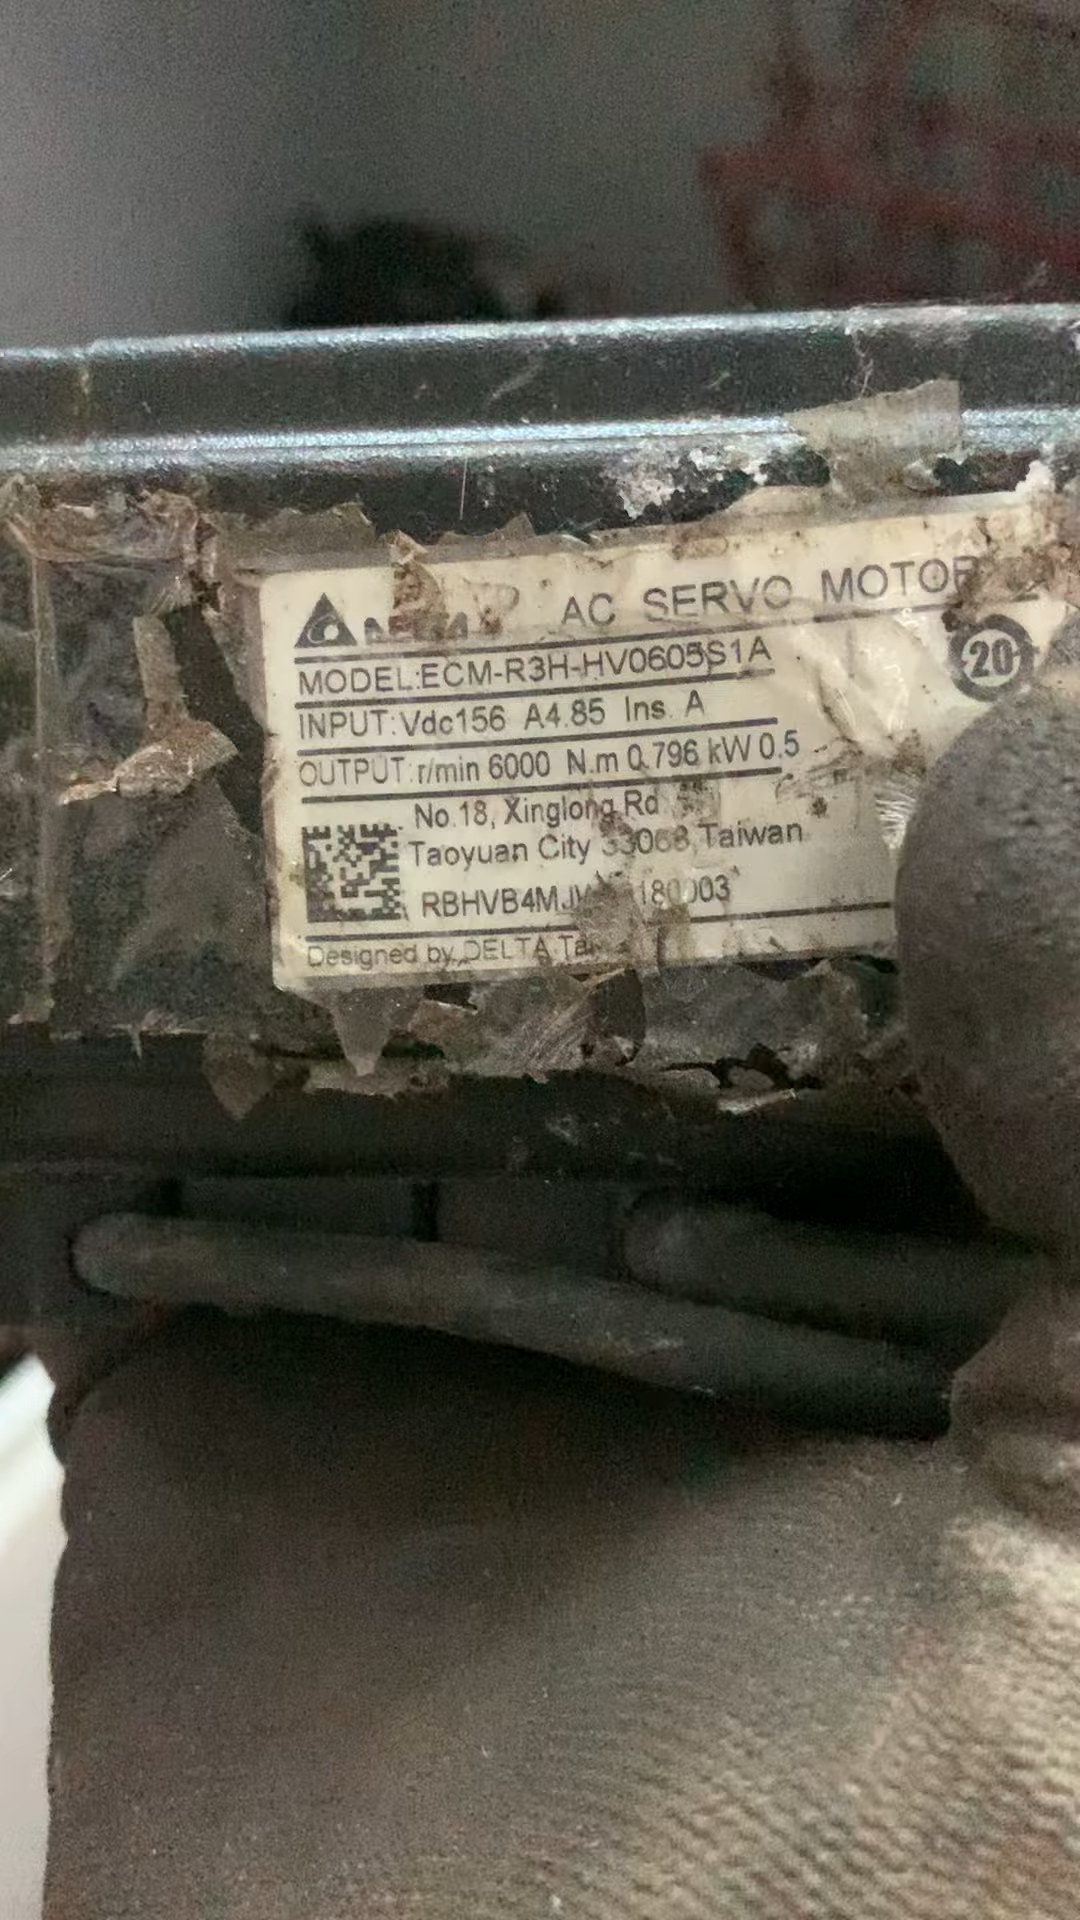 AC SERVO MOTOR
MODEL:ECM-R3H-HV0605S1A
20
INPUT:Vdc156 A4.85 Ins. A
OUTPUT:r/min 6000 N.m 0.796 kW 0.5
No.18, Xinglong Rd
Taoyuan City 33068,Taiwan
Designed by DELTA